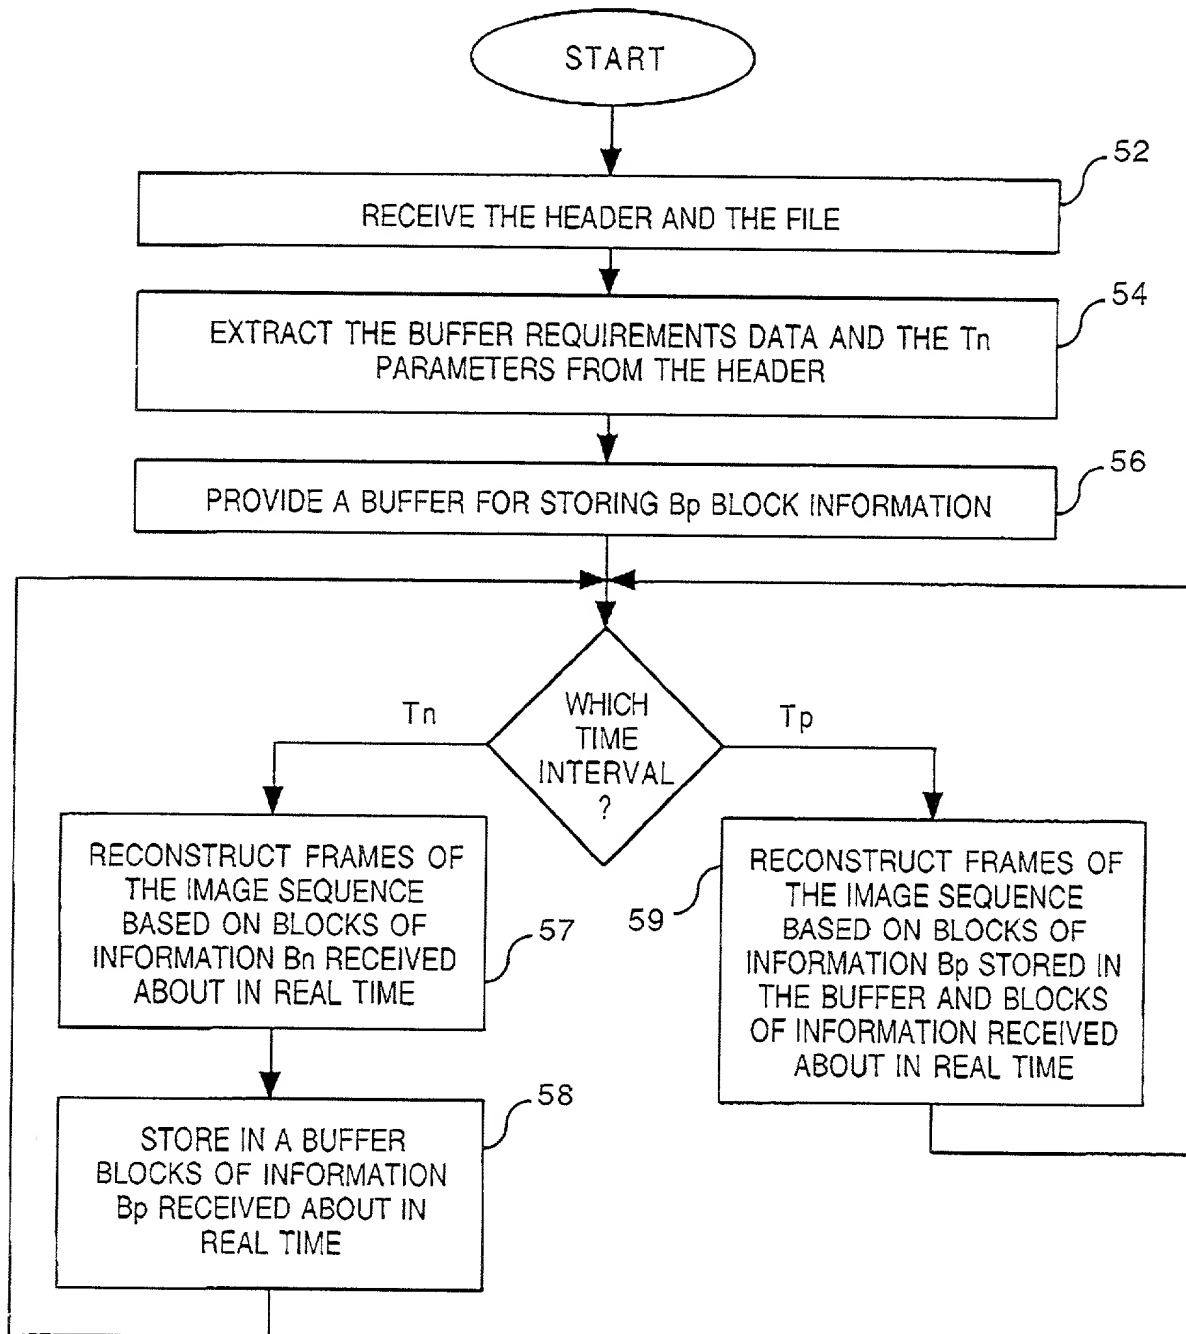 START
52
RECEIVE THE HEADER AND THE FILE
54
EXTRACT THE BUFFER REQUIREMENTS DATA AND THE Tn
PARAMETERS FROM THE HEADER
56
PROVIDE A BUFFER FOR STORING Bp BLOCK INFORMATION
Tn
WHICH
TIME
INTERVAL
?
Tp
RECONSTRUCT FRAMES OF
THE IMAGE SEQUENCE
BASED ON BLOCKS OF
INFORMATION Bn RECEIVED
ABOUT IN REAL TIME
57
59
RECONSTRUCT FRAMES OF
THE IMAGE SEQUENCE
BASED ON BLOCKS OF
INFORMATION Bp STORED IN
THE BUFFER AND BLOCKS
OF INFORMATION RECEIVED
ABOUT IN REAL TIME
58
STORE IN A BUFFER
BLOCKS OF INFORMATION
Bp RECEIVED ABOUT IN
REAL TIME